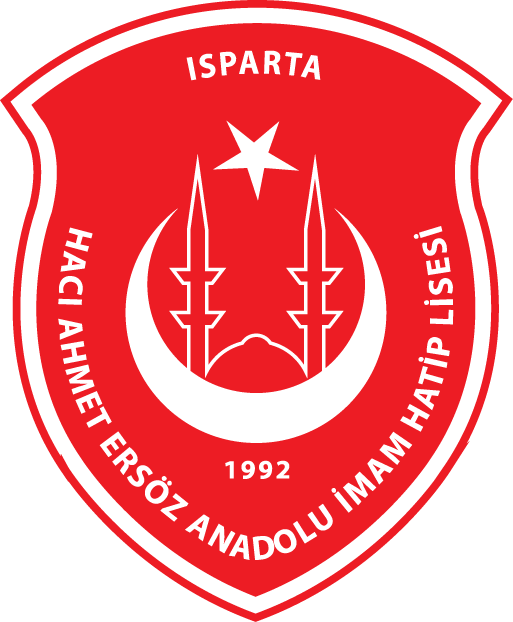 ISPARTA
HACI AHMET ERSÖZ ANADOLU İMAM HATİP LİSESİ
1992